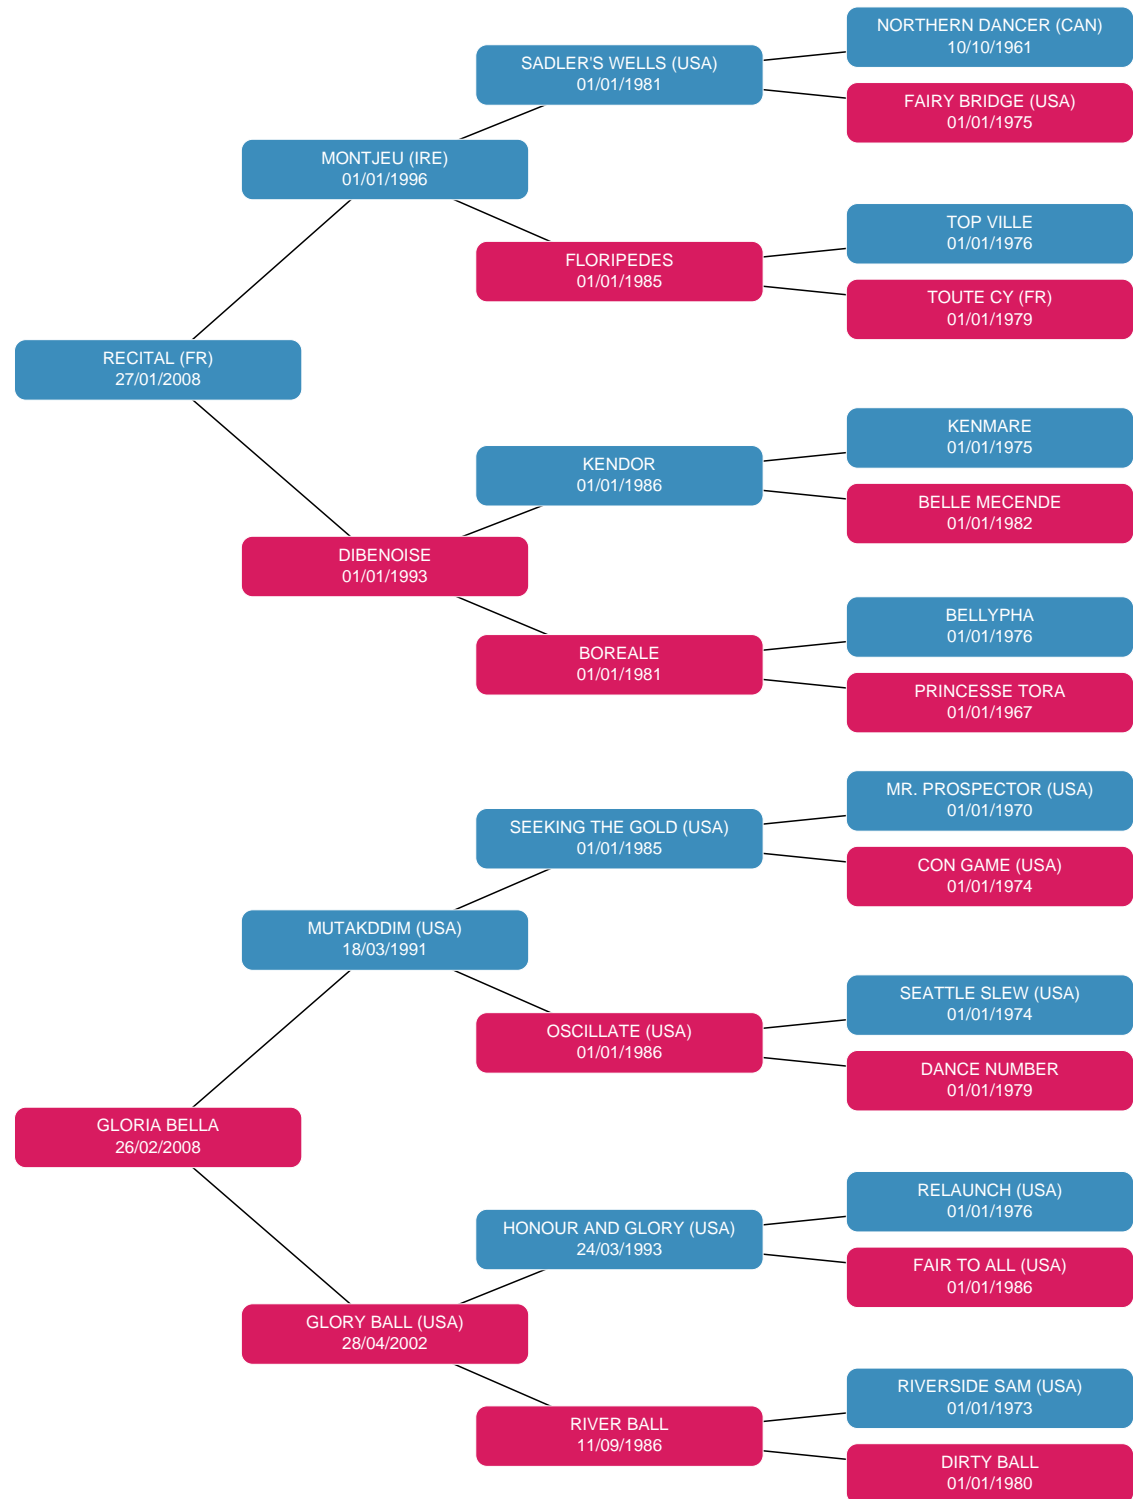 NORTHERN DANCER (CAN)
10/10/1961
SADLER'S WELLS (USA)
01/01/1981
FAIRY BRIDGE (USA)
01/01/1975
MONTJEU (IRE)
01/01/1996
TOP VILLE
01/01/1976
FLORIPEDES
01/01/1985
TOUTE CY (FR)
01/01/1979
RECITAL (FR)
27/01/2008
KENMARE
01/01/1975
KENDOR
01/01/1986
BELLE MECENDE
01/01/1982
DIBENOISE
01/01/1993
BELLYPHA
01/01/1976
BOREALE
01/01/1981
PRINCESSE TORA
01/01/1967
MR. PROSPECTOR (USA)
01/01/1970
SEEKING THE GOLD (USA)
01/01/1985
CON GAME (USA)
01/01/1974
MUTAKDDIM (USA)
18/03/1991
SEATTLE SLEW (USA)
01/01/1974
OSCILLATE (USA)
01/01/1986
DANCE NUMBER
01/01/1979
GLORIA BELLA
26/02/2008
RELAUNCH (USA)
01/01/1976
HONOUR AND GLORY (USA)
24/03/1993
FAIR TO ALL (USA)
01/01/1986
GLORY BALL (USA)
28/04/2002
RIVERSIDE SAM (USA)
01/01/1973
RIVER BALL
11/09/1986
DIRTY BALL
01/01/1980